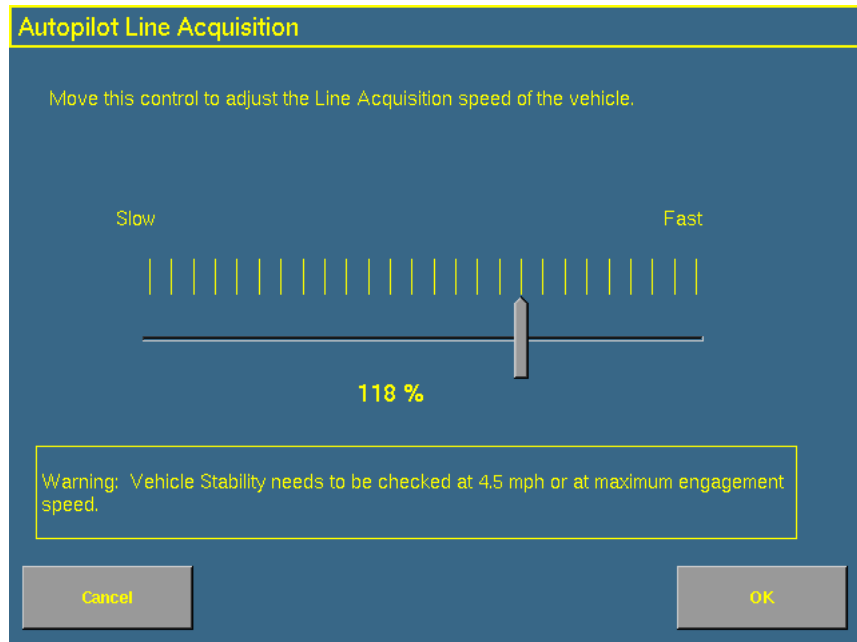 Autopilot Line Acquisition
Move this control to adjust the Line Acquisition speed of the vehicle.
Slow Fast
118 %
Warning: Vehicle Stability needs to be checked at 4.5 mph or at maximum engagement
speed.
Cancel OK